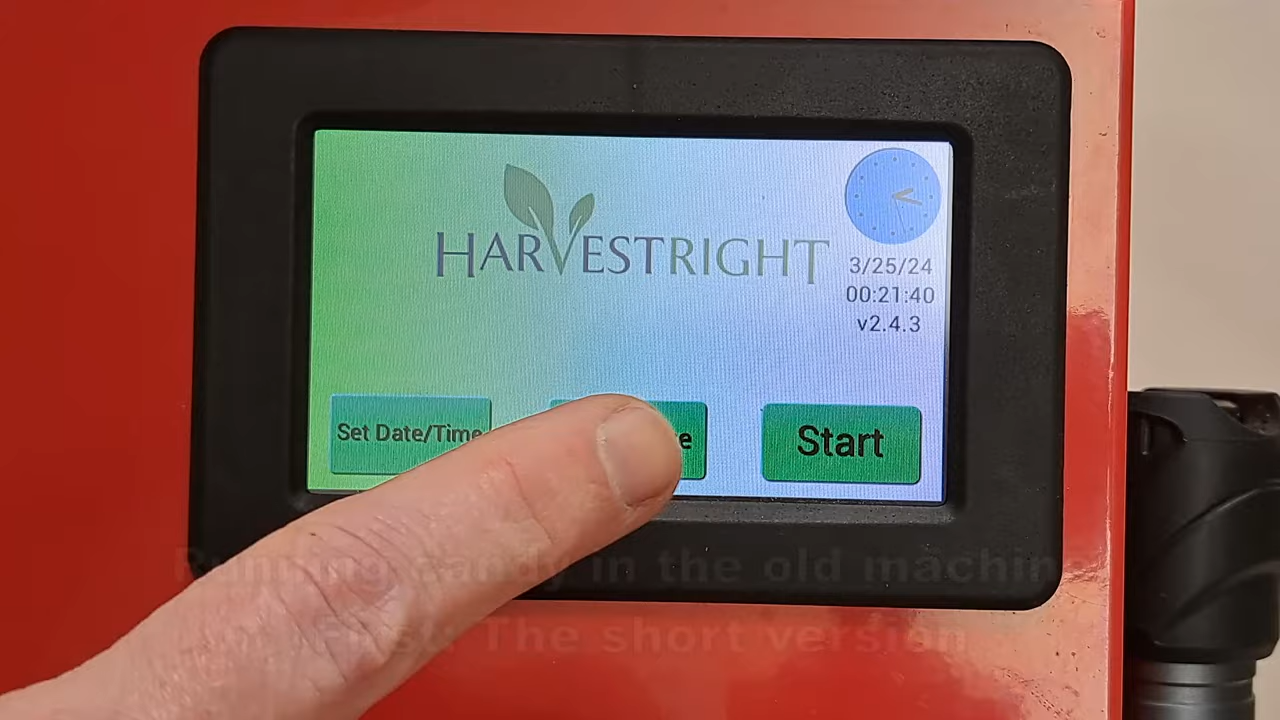 HARVESTRIGHT
3/25/24
00:21:40
v2.4.3
Set Date/Time
Start
Running candy in the old machine
First: The short version